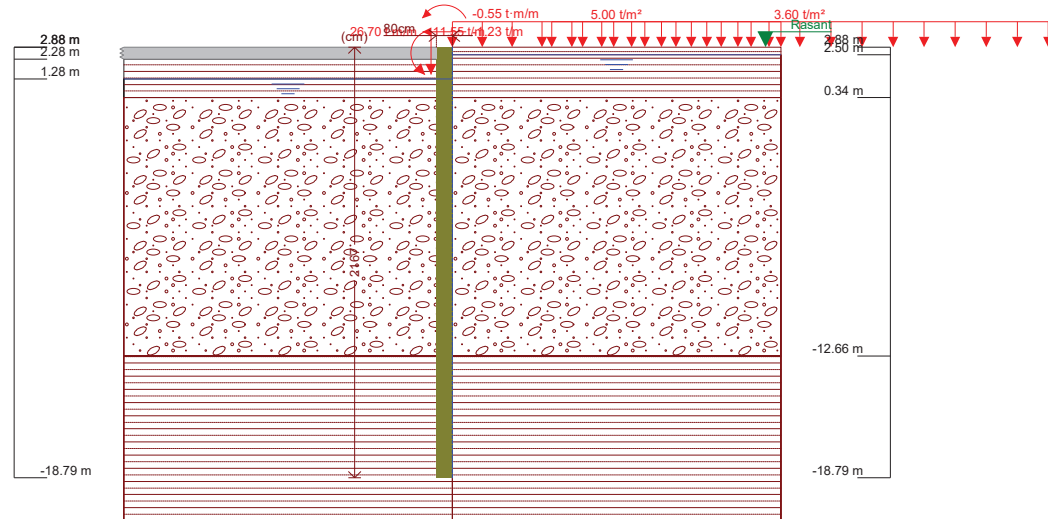 -0.55 t·m/m
5.00 t/m²
3.60 t/m²
80cm
(cm)
Rasant
2.88 m
2.28 m
1.28 m
2.88 m
2.50 m
0.34 m
2167
-12.66 m
-18.79 m
-18.79 m